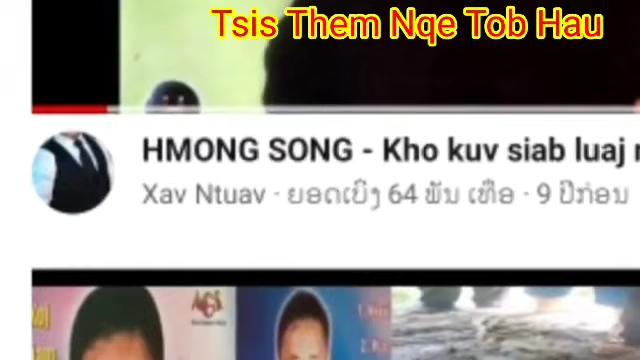 Tsis Them Nqe Tob Hau
HMONG SONG - Kho kuv siab luaj
Xav Ntuav · ຍອດເບິ່ງ 64 ພັນ ເທື່ອ · 9 ປີກ່ອນ
AGS